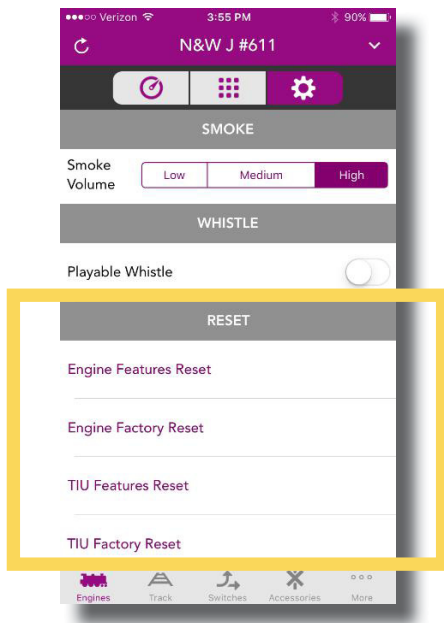 ●●●○○ Verizon 3:55 PM 90%
N&W J #611
SMOKE
Smoke
Volume
Low Medium High
WHISTLE
Playable Whistle
RESET
Engine Features Reset
Engine Factory Reset
TIU Features Reset
TIU Factory Reset
Engines Track Switches Accessories More